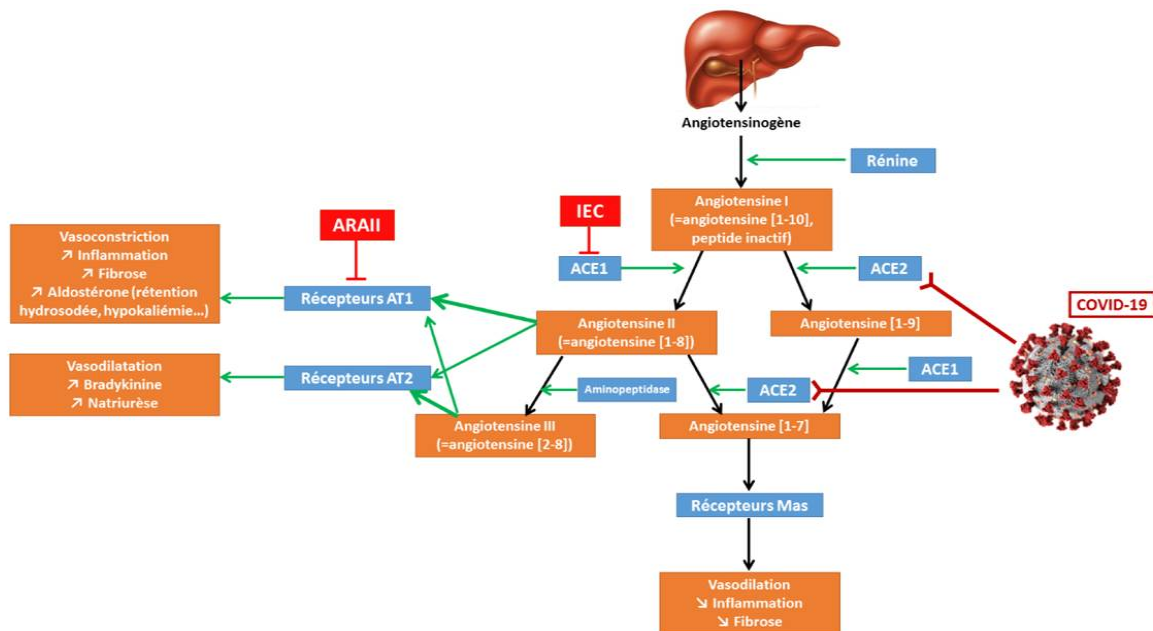 Angiotensinogène
Rénine
Angiotensine I
(=angiotensine [1-10],
peptide inactif)
IEC
ARAII
ACE1
ACE2
Vasoconstriction
↗ Inflammation
↗ Fibrose
↗ Aldostérone (rétention
hydrosodée, hypokaliémie...)
Récepteurs AT1
COVID-19
Angiotensine II
(=angiotensine [1-8])
Angiotensine [1-9]
Vasodilatation
↗ Bradykinine
↗ Natriurèse
Récepteurs AT2
Aminopeptidase
ACE2
ACE1
Angiotensine III
(=angiotensine [2-8])
Angiotensine [1-7]
Récepteurs Mas
Vasodilation
↘ Inflammation
↘ Fibrose